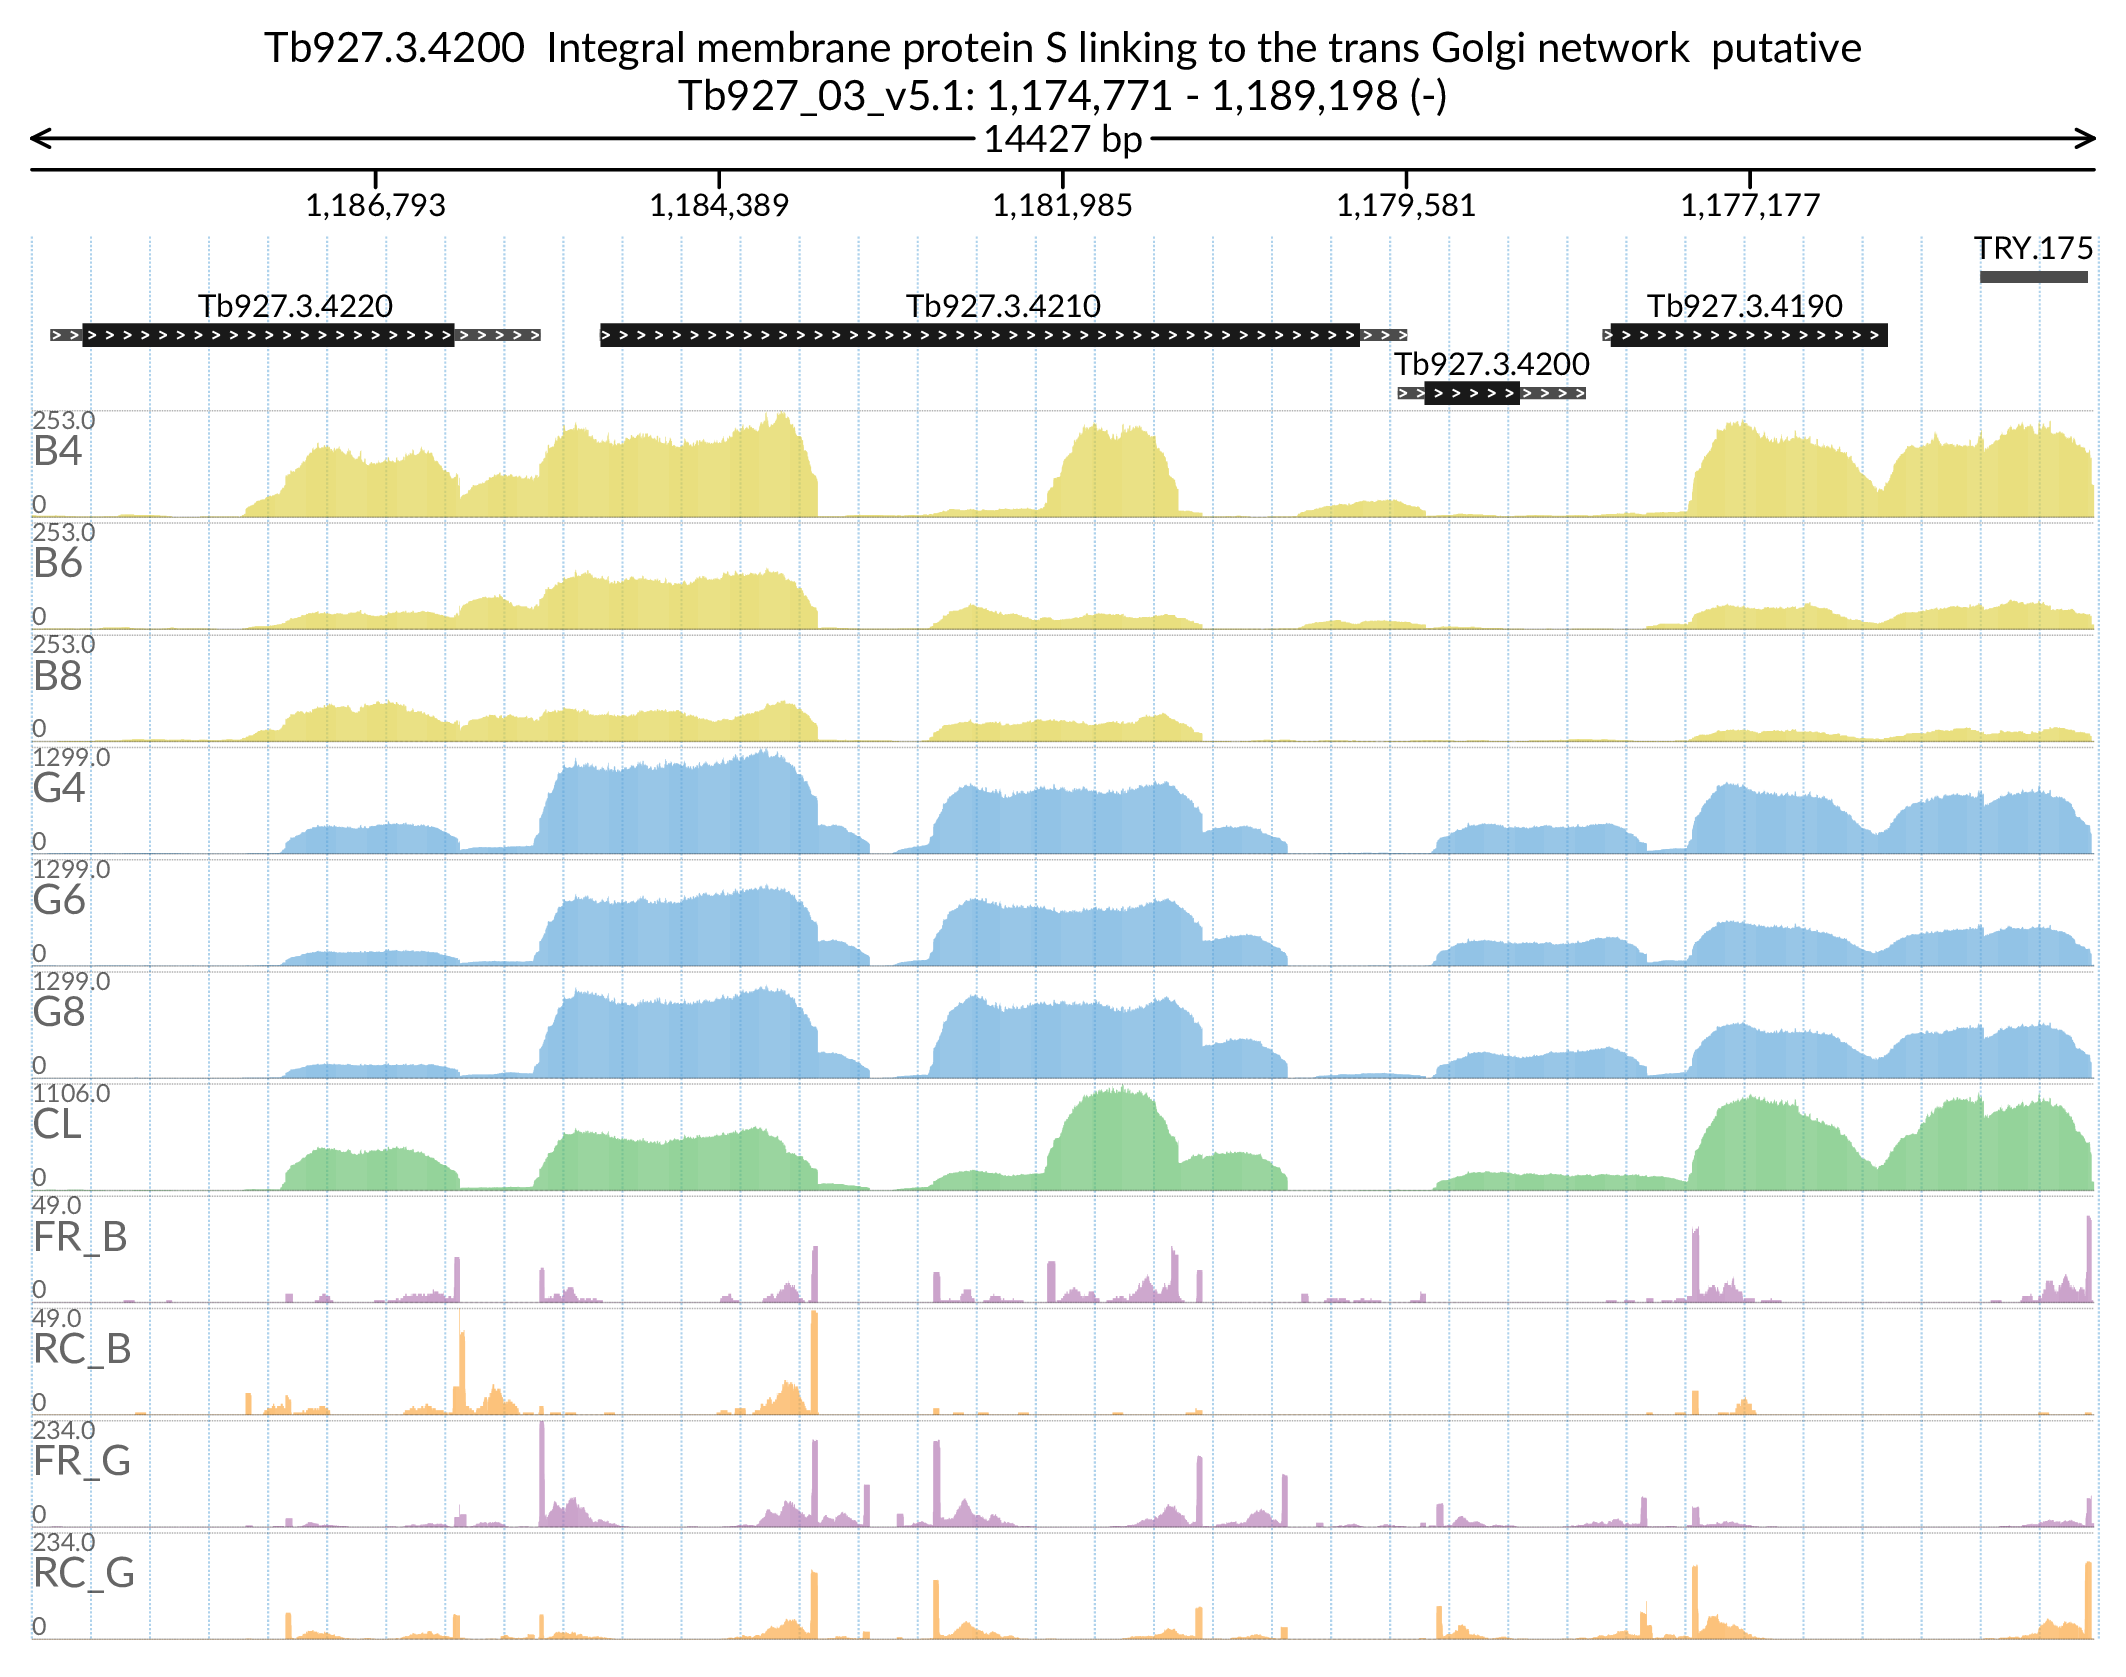 Tb927.3.4200  Integral membrane protein S linking to the trans Golgi network  putative
Tb927_03_v5.1: 1,174,771 - 1,189,198 (-)
14427 bp
1,186,793 1,184,389 1,181,985 1,179,581 1,177,177
TRY.175
Tb927.3.4220 Tb927.3.4210 Tb927.3.4190
Tb927.3.4200
253.0
B4
0
253.0
B6
0
253.0
B8
0
1299.0
G4
0
1299.0
G6
0
1299.0
G8
0
1106.0
CL
0
49.0
FR_B
0
49.0
RC_B
0
234.0
FR_G
0
234.0
RC_G
0